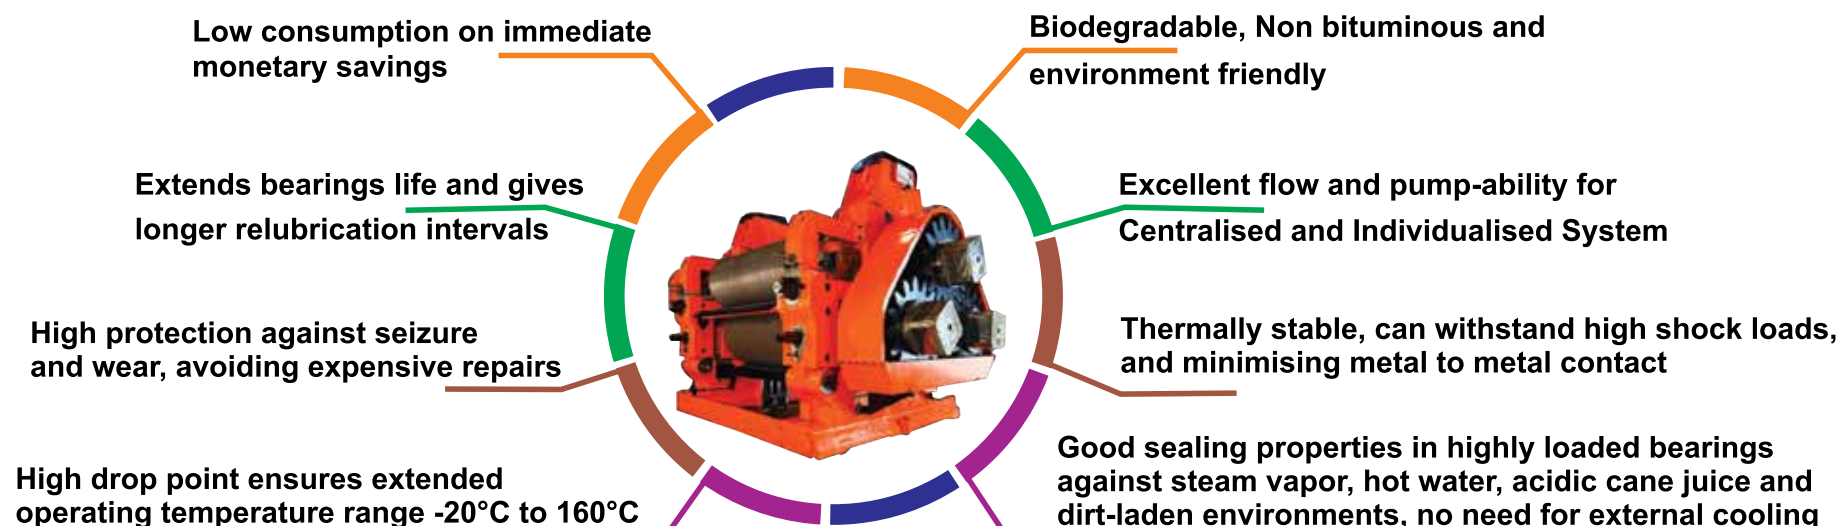 Low consumption on immediate
monetary savings
Biodegradable, Non bituminous and
environment friendly
Extends bearings life and gives
longer relubrication intervals
Excellent flow and pump-ability for
Centralised and Individualised System
High protection against seizure
and wear, avoiding expensive repairs
Thermally stable, can withstand high shock loads,
and minimising metal to metal contact
High drop point ensures extended
operating temperature range -20°C to 160°C
Good sealing properties in highly loaded bearings
against steam vapor, hot water, acidic cane juice and
dirt-laden environments, no need for external cooling